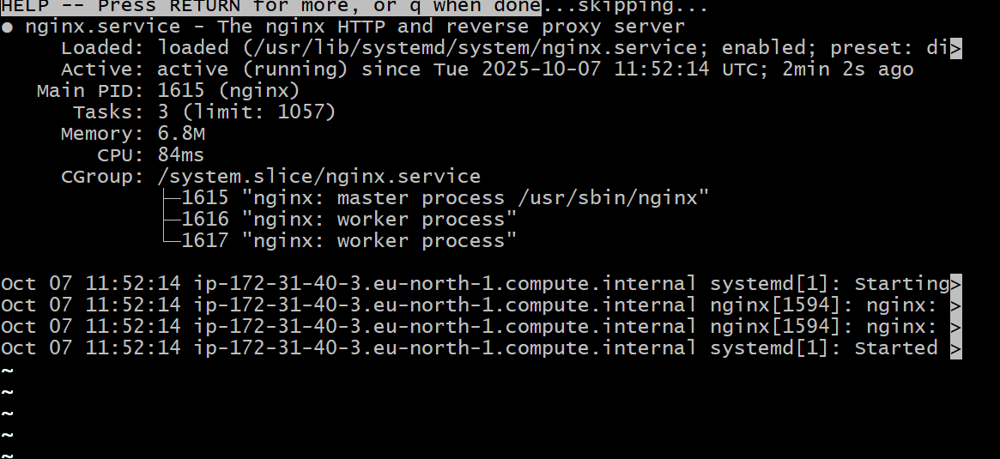 HELP -- Press RETURN for more, or q when done...skipping...
● nginx.service - The nginx HTTP and reverse proxy server
     Loaded: loaded (/usr/lib/systemd/system/nginx.service; enabled; preset: di>
     Active: active (running) since Tue 2025-10-07 11:52:14 UTC; 2min 2s ago
   Main PID: 1615 (nginx)
      Tasks: 3 (limit: 1057)
     Memory: 6.8M
        CPU: 84ms
     CGroup: /system.slice/nginx.service
             ├─1615 "nginx: master process /usr/sbin/nginx"
             ├─1616 "nginx: worker process"
             └─1617 "nginx: worker process"

Oct 07 11:52:14 ip-172-31-40-3.eu-north-1.compute.internal systemd[1]: Starting>
Oct 07 11:52:14 ip-172-31-40-3.eu-north-1.compute.internal nginx[1594]: nginx: >
Oct 07 11:52:14 ip-172-31-40-3.eu-north-1.compute.internal nginx[1594]: nginx: >
Oct 07 11:52:14 ip-172-31-40-3.eu-north-1.compute.internal systemd[1]: Started >
~
~
~
~
~